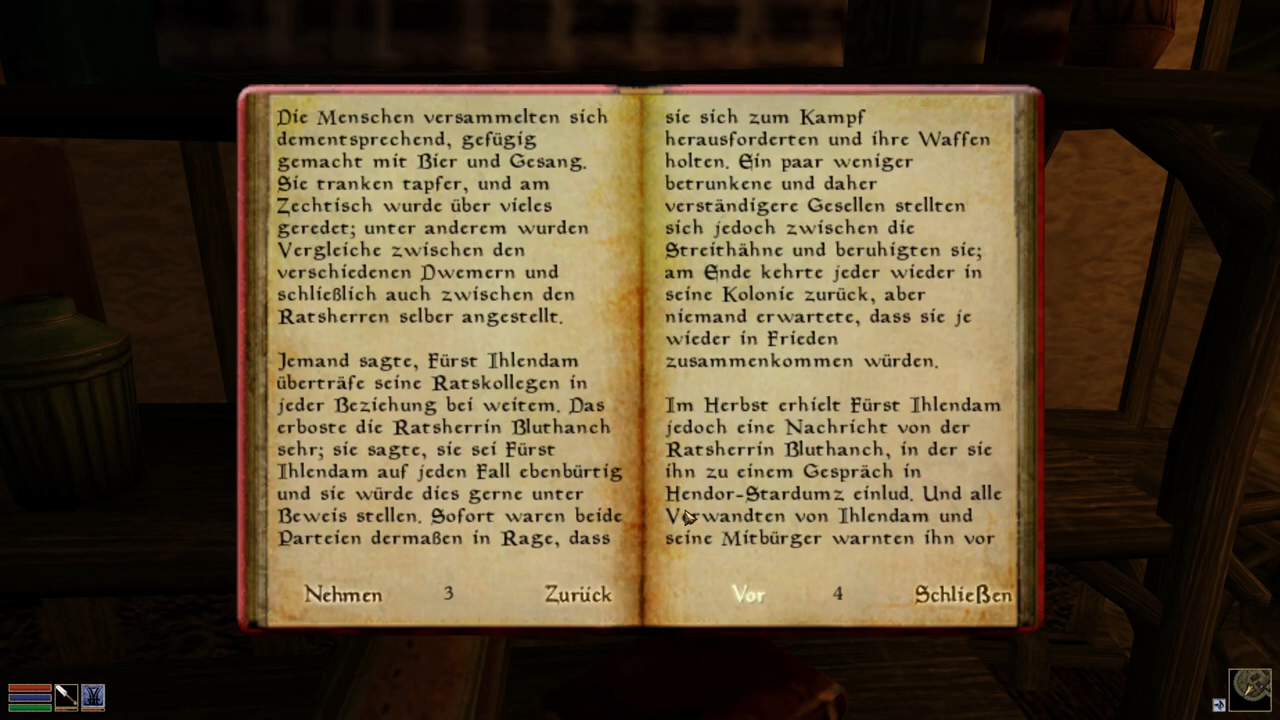 Die Menschen versammelten sich
dementsprechend, gefügig
gemacht mit Bier und Gesang.
Sie tranken tapfer, und am
Zechtisch wurde über vieles
geredet; unter anderem wurden
Vergleiche zwischen den
verschiedenen Dwemern und
schließlich auch zwischen den
Ratsherren selber angestellt.
Jemand sagte, Fürst Ihlendam
überträfe seine Ratskollegen in
jeder Beziehung bei weitem. Das
erboste die Ratsherrin Bluthanch
sehr; sie sagte, sie sei Fürst
Ihlendam auf jeden Fall ebenbürtig
und sie würde dies gerne unter
Beweis stellen. Sofort waren beide
Parteien dermaßen in Rage, dass
Nehmen 3 Zurück
sie sich zum Kampf
herausforderten und ihre Waffen
holten. Ein paar weniger
betrunkene und daher
verständigere Gesellen stellten
sich jedoch zwischen die
Streithähne und beruhigten sie;
am Ende kehrte jeder wieder in
seine Kolonie zurück, aber
niemand erwartete, dass sie je
wieder in Frieden
zusammenkommen würden.
Im Herbst erhielt Fürst Ihlendam
jedoch eine Nachricht von der
Ratsherrin Bluthanch, in der sie
ihn zu einem Gespräch in
Hendor-Stardumz einlud. Und alle
Verwandten von Ihlendam und
seine Mitbürger warnten ihn vor
Vor 4 Schließen